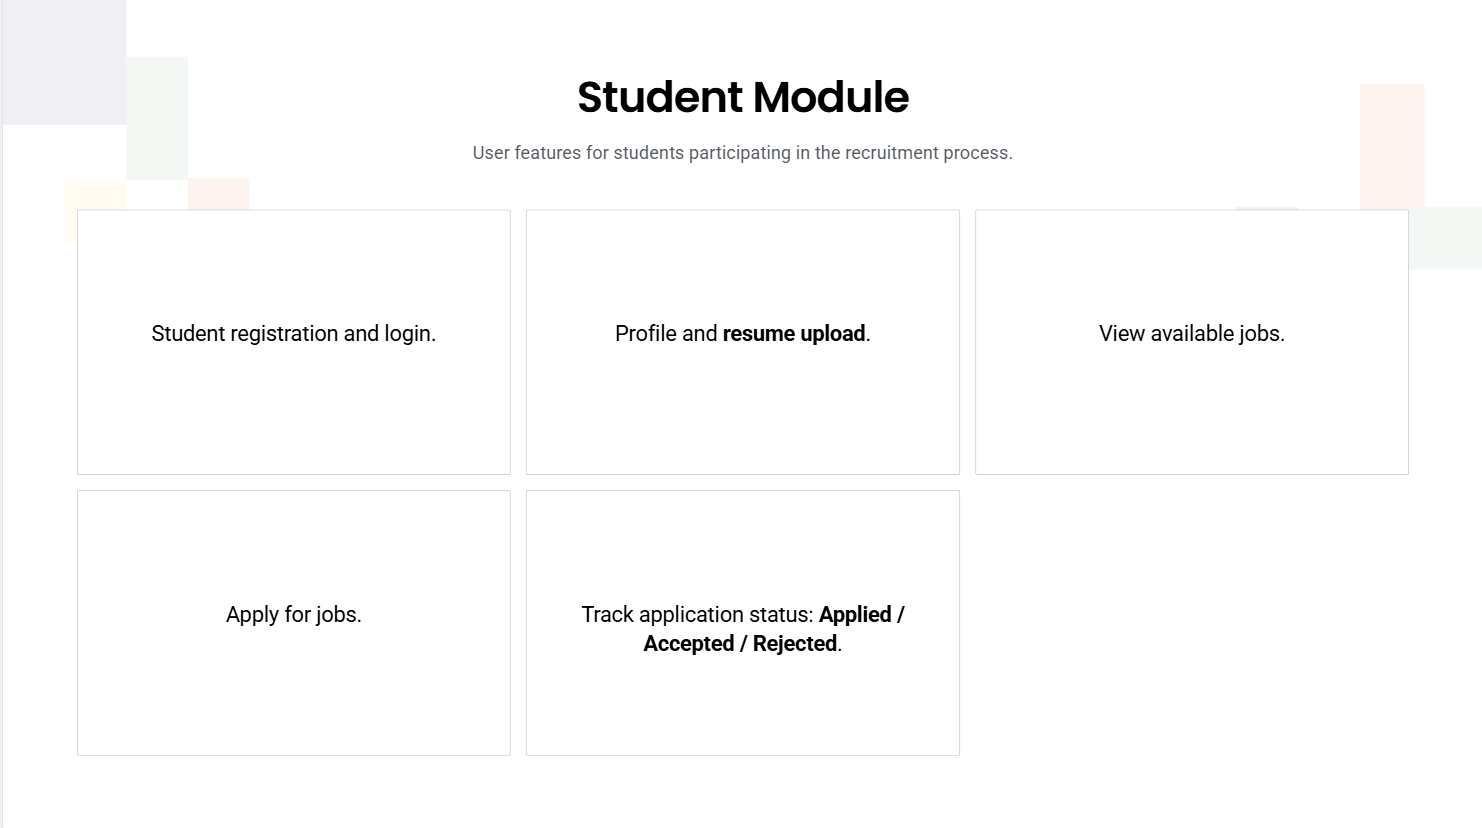 Student Module
User features for students participating in the recruitment process.
Student registration and login.
Profile and resume upload.
View available jobs.
Apply for jobs.
Track application status: Applied /
Accepted / Rejected.